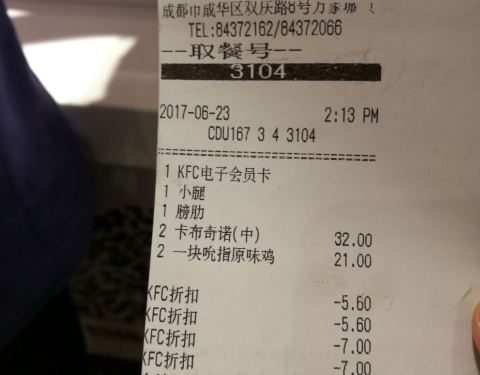 成都市成华区双庆路8号万象城
TEL:84372162/84372066
--取餐号--
3104
2017-06-23 2:13 PM
CDU167 3 4 3104
================================
1 KFC电子会员卡
1 小腿
1 膀肋
2 卡布奇诺(中) 32.00
2 一块吮指原味鸡 21.00
KFC折扣 -5.60
KFC折扣 -5.60
KFC折扣 -7.00
KFC折扣 -7.00